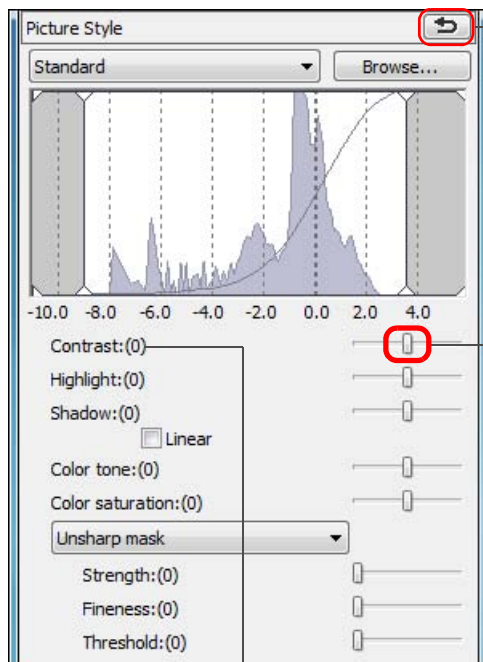 Picture Style
Standard Browse...
-10.0 -8.0 -6.0 -4.0 -2.0 0.0 2.0 4.0
Contrast:(0)
Highlight:(0)
Shadow:(0)
Linear
Color tone:(0)
Color saturation:(0)
Unsharp mask
Strength:(0)
Fineness:(0)
Threshold:(0)